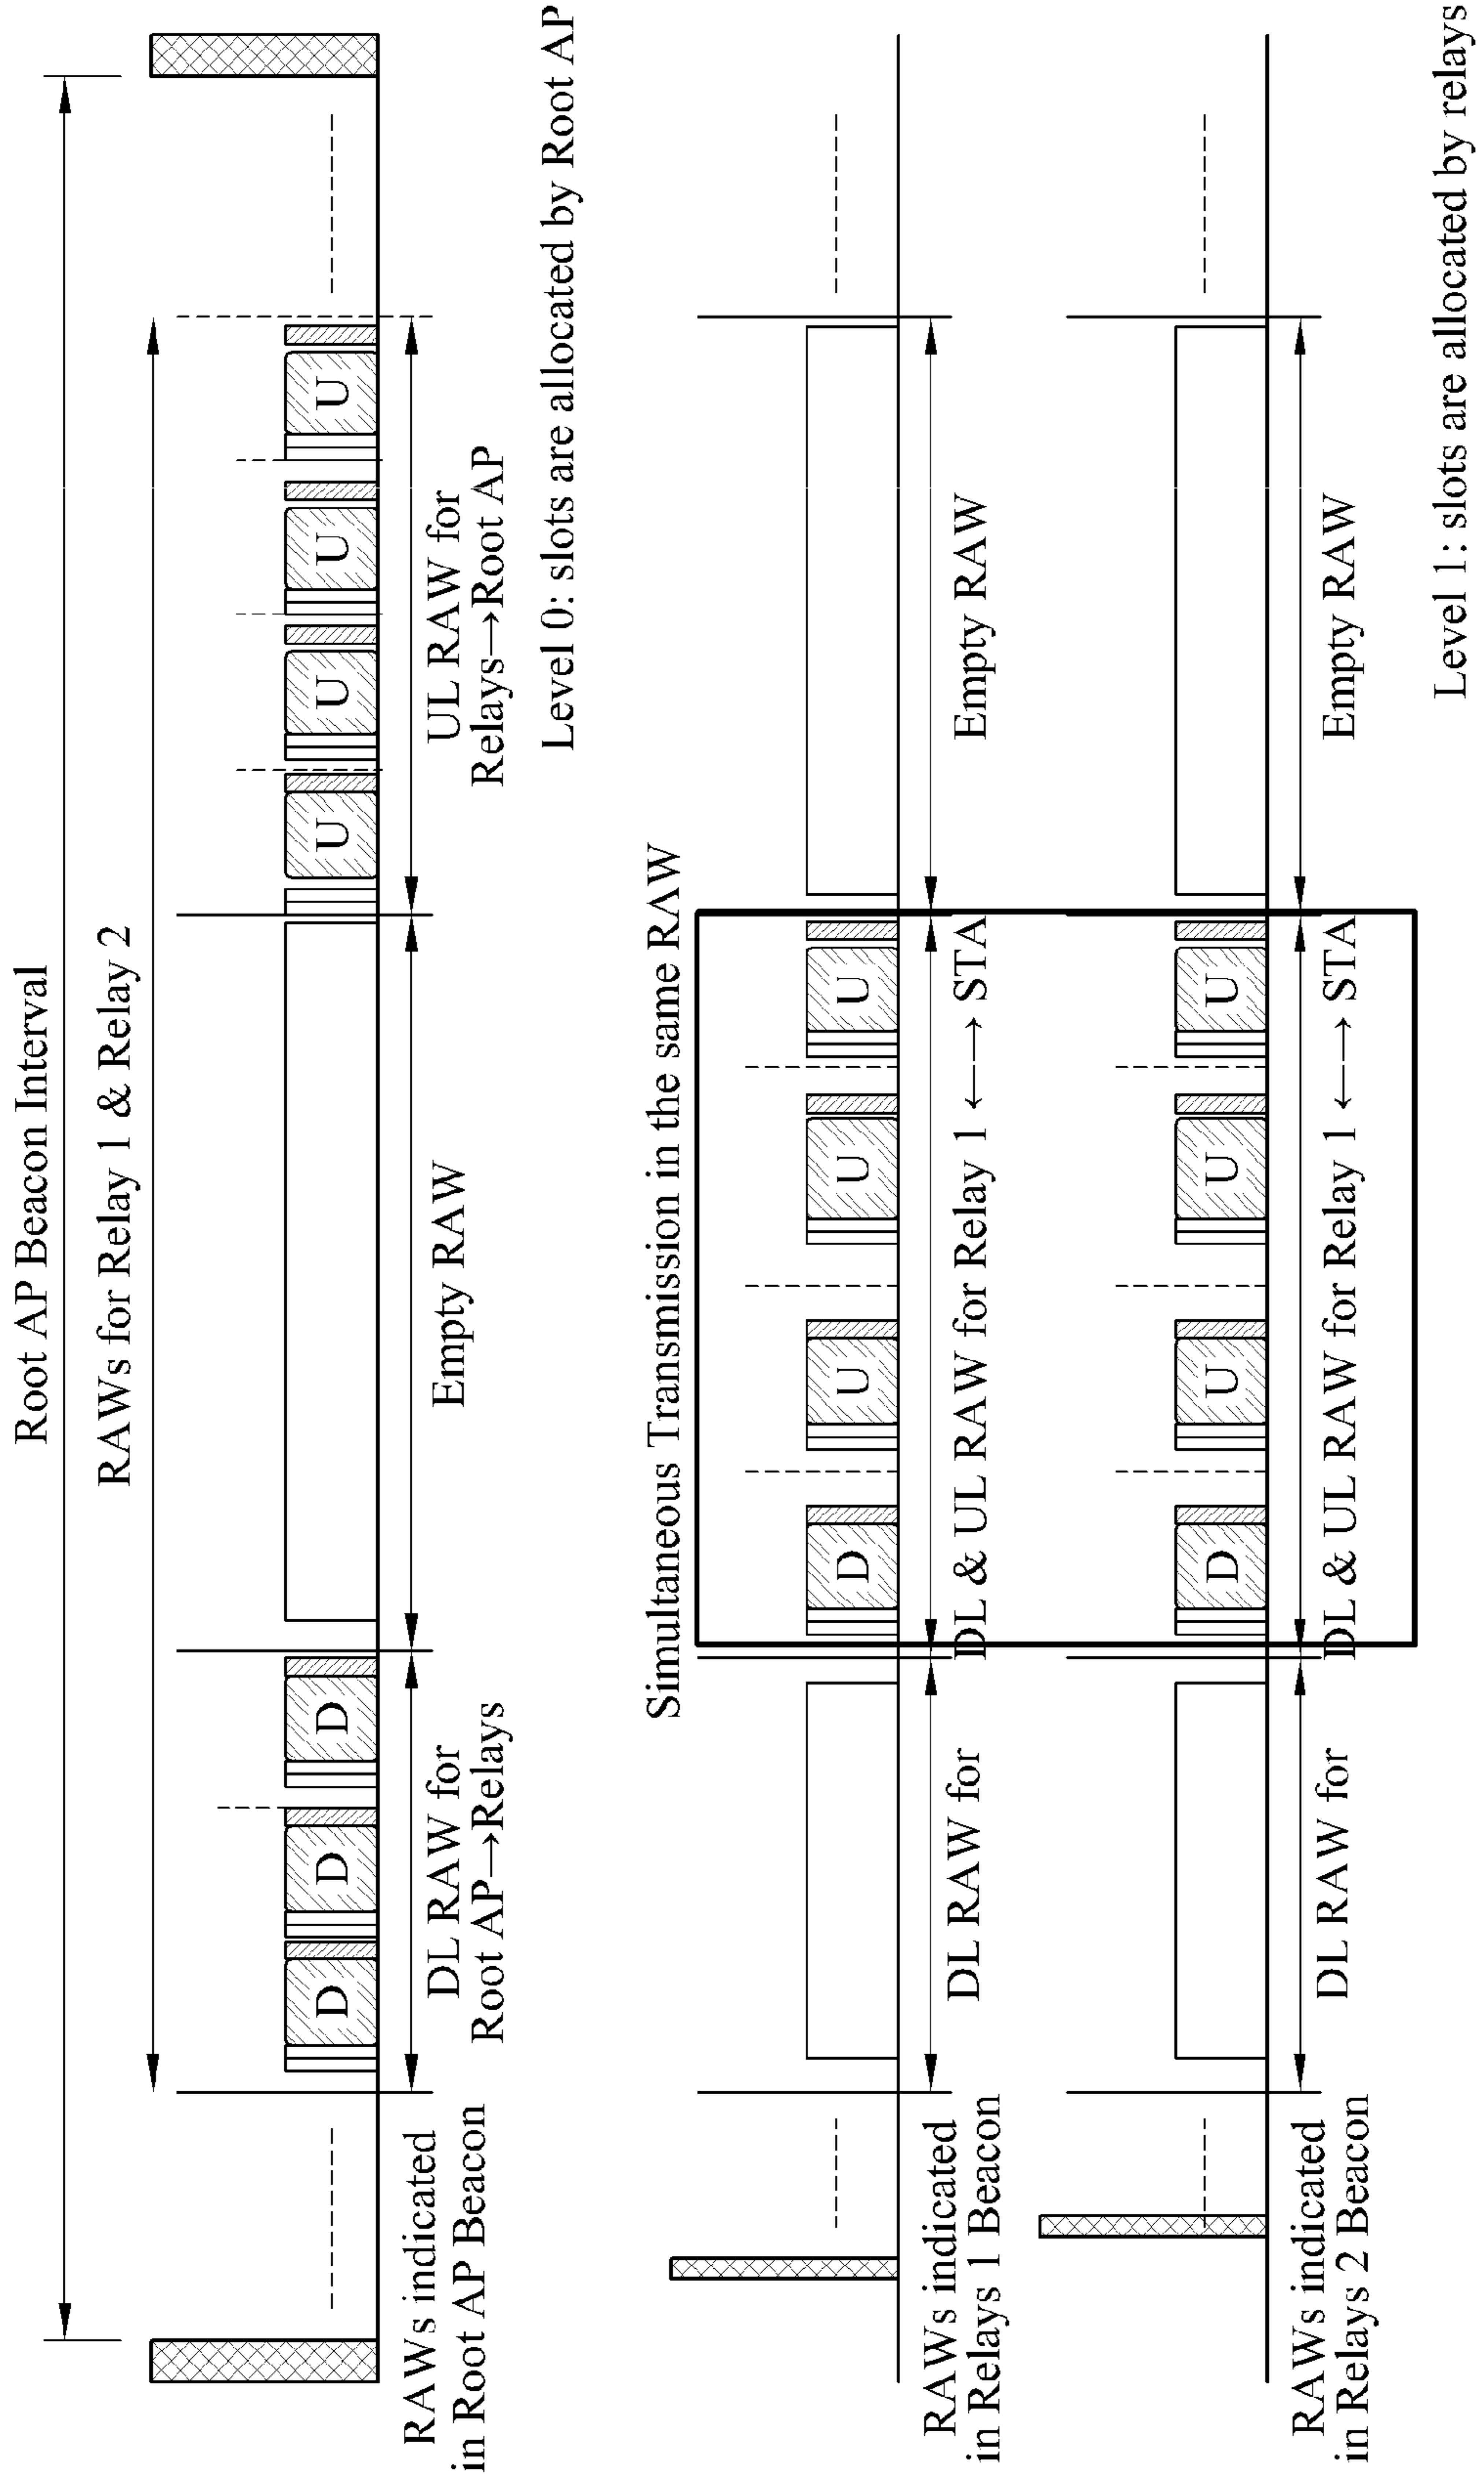 Root AP Beacon Interval
RAWs for Relay 1 & Relay 2
D
D
D
U
U
U
U
RAWs indicated
in Root AP Beacon
DL RAW for
Root AP→Relays
Empty RAW
UL RAW for
Relays→Root AP
Level 0: slots are allocated by Root AP
Simultaneous Transmission in the same RAW
D
U
U
U
RAWs indicated
in Relays 1 Beacon
DL RAW for
DL & UL RAW for Relay 1 ←→ STA
Empty RAW
D
U
U
U
RAWs indicated
in Relays 2 Beacon
DL RAW for
DL & UL RAW for Relay 1 ←→ STA
Empty RAW
Level 1: slots are allocated by relays